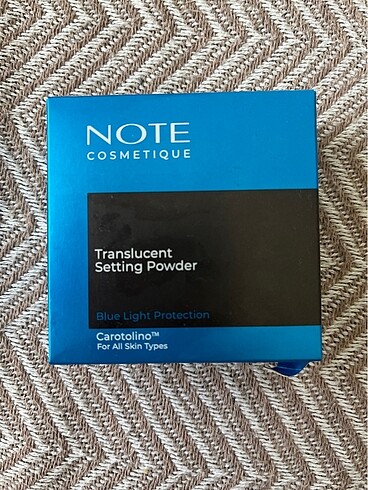 NOTE
COSMETIQUE
Translucent
Setting Powder
Blue Light Protection
Carotolino™
For All Skin Types